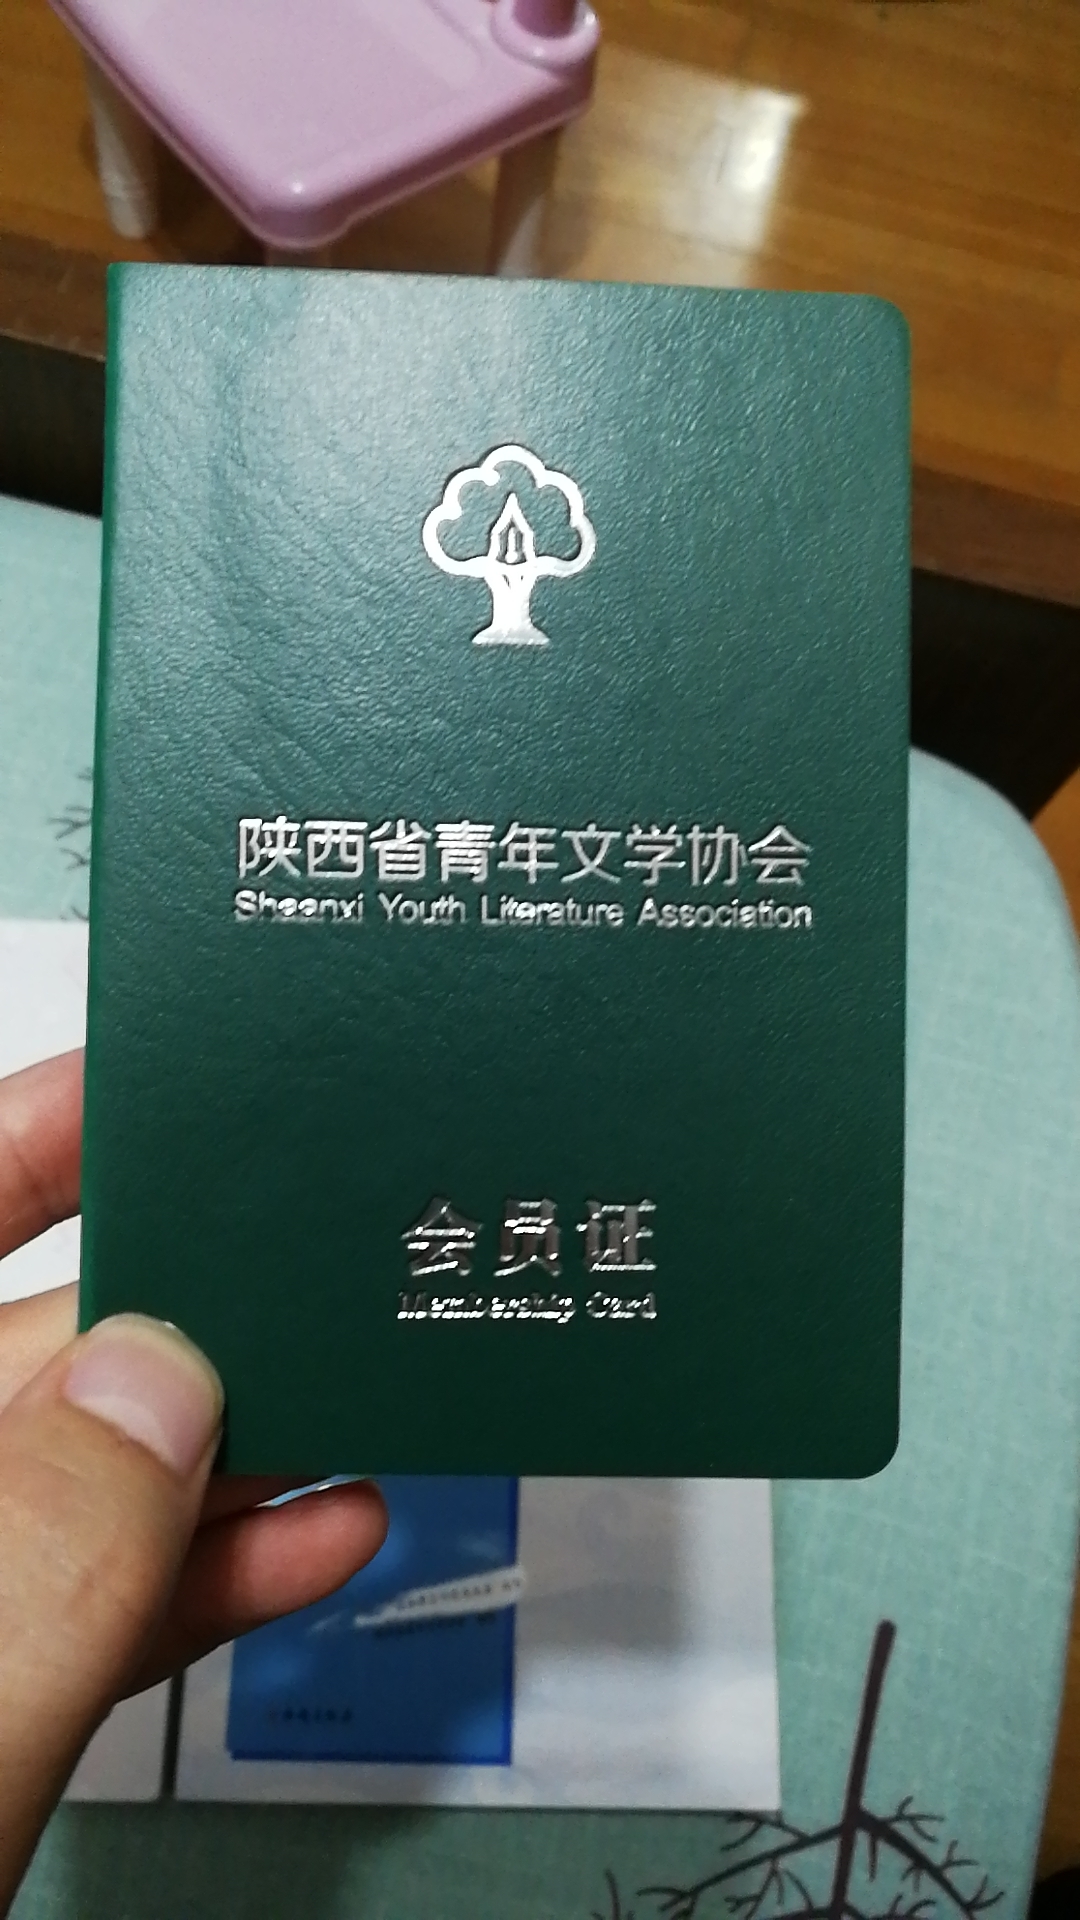 陕西省青年文学协会
Shaanxi Youth Literature Association
会员证
Membership Card